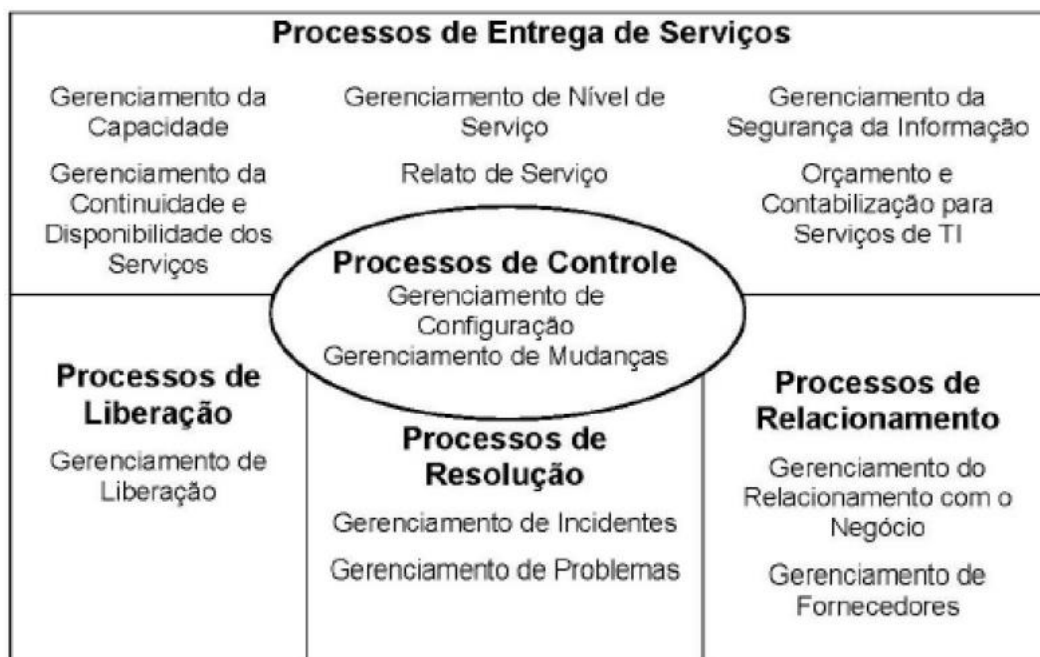 Processos de Entrega de Serviços
Gerenciamento da
Capacidade
Gerenciamento da
Continuidade e
Disponibilidade dos
Serviços
Gerenciamento de Nível de
Serviço
Relato de Serviço
Gerenciamento da
Segurança da Informação
Orçamento e
Contabilização para
Serviços de TI
Processos de Controle
Gerenciamento de
Configuração
Gerenciamento de Mudanças
Processos de
Liberação
Gerenciamento de
Liberação
Processos de
Resolução
Gerenciamento de Incidentes
Gerenciamento de Problemas
Processos de
Relacionamento
Gerenciamento do
Relacionamento com o
Negócio
Gerenciamento de
Fornecedores